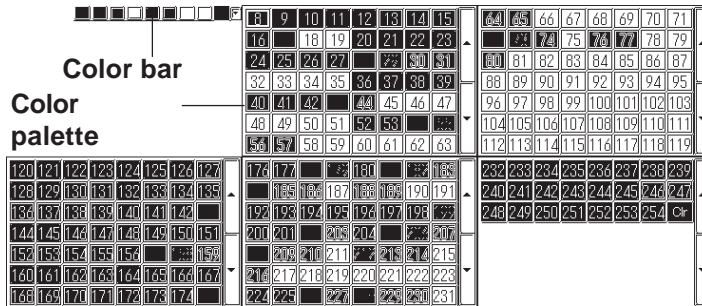 Color bar
Color
palette
8 9 10 11 12 13 14 15
16 18 19 20 21 22 23
24 25 26 27 30 31
32 33 34 35 36 37 38 39
40 41 42 44 45 46 47
48 49 50 51 52 53
56 57 58 59 60 61 62 63
64 65 66 67 68 69 70 71
74 75 76 77 78 79
80 81 82 83 84 85 86 87
88 89 90 91 92 93 94 95
96 97 98 99 100 101 102 103
104 105 106 107 108 109 110 111
112 113 114 115 116 117 118 119
120 121 122 123 124 125 126 127
128 129 130 131 132 133 134 135
136 137 138 139 140 141 142
144 145 146 147 148 149 150 151
152 153 154 155 156 159
160 161 162 163 164 165 166 167
168 169 170 171 172 173 174
176 177 180 183
185 186 187 188 189 190 191
192 193 194 195 196 197 198
200 201 203 204 207
209 210 211 213 214 215
216 217 218 219 220 221 222 223
224 225 227 229 230 231
232 233 234 235 236 237 238 239
240 241 242 243 244 245 246 247
248 249 250 251 252 253 254 Clr